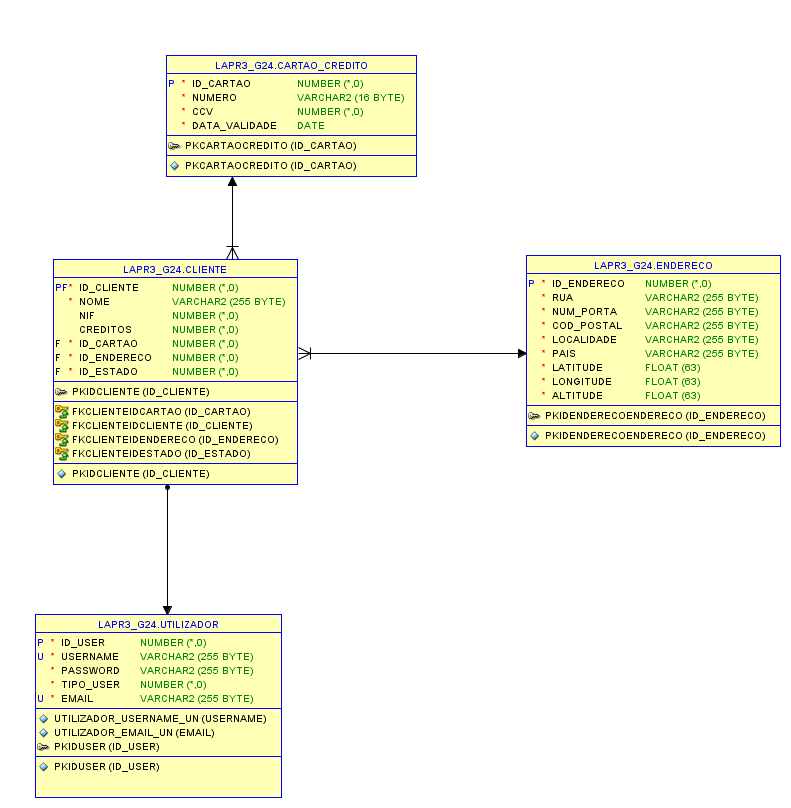 LAPR3_G24.CARTAO_CREDITO
P * ID_CARTAO NUMBER (*,0)
* NUMERO VARCHAR2 (16 BYTE)
* CCV NUMBER (*,0)
* DATA_VALIDADE DATE
PKCARTAOCREDITO (ID_CARTAO)
PKCARTAOCREDITO (ID_CARTAO)
LAPR3_G24.CLIENTE
PF* ID_CLIENTE NUMBER (*,0)
* NOME VARCHAR2 (255 BYTE)
NIF NUMBER (*,0)
CREDITOS NUMBER (*,0)
F * ID_CARTAO NUMBER (*,0)
F * ID_ENDERECO NUMBER (*,0)
F * ID_ESTADO NUMBER (*,0)
PKIDCLIENTE (ID_CLIENTE)
FKCLIENTEIDCARTAO (ID_CARTAO)
FKCLIENTEIDCLIENTE (ID_CLIENTE)
FKCLIENTEIDENDERECO (ID_ENDERECO)
FKCLIENTEIDESTADO (ID_ESTADO)
PKIDCLIENTE (ID_CLIENTE)
LAPR3_G24.ENDERECO
P * ID_ENDERECO NUMBER (*,0)
* RUA VARCHAR2 (255 BYTE)
* NUM_PORTA VARCHAR2 (255 BYTE)
* COD_POSTAL VARCHAR2 (255 BYTE)
* LOCALIDADE VARCHAR2 (255 BYTE)
* PAIS VARCHAR2 (255 BYTE)
* LATITUDE FLOAT (63)
* LONGITUDE FLOAT (63)
* ALTITUDE FLOAT (63)
PKIDENDERECOENDERECO (ID_ENDERECO)
PKIDENDERECOENDERECO (ID_ENDERECO)
LAPR3_G24.UTILIZADOR
P * ID_USER NUMBER (*,0)
U * USERNAME VARCHAR2 (255 BYTE)
* PASSWORD VARCHAR2 (255 BYTE)
* TIPO_USER NUMBER (*,0)
U * EMAIL VARCHAR2 (255 BYTE)
UTILIZADOR_USERNAME_UN (USERNAME)
UTILIZADOR_EMAIL_UN (EMAIL)
PKIDUSER (ID_USER)
PKIDUSER (ID_USER)